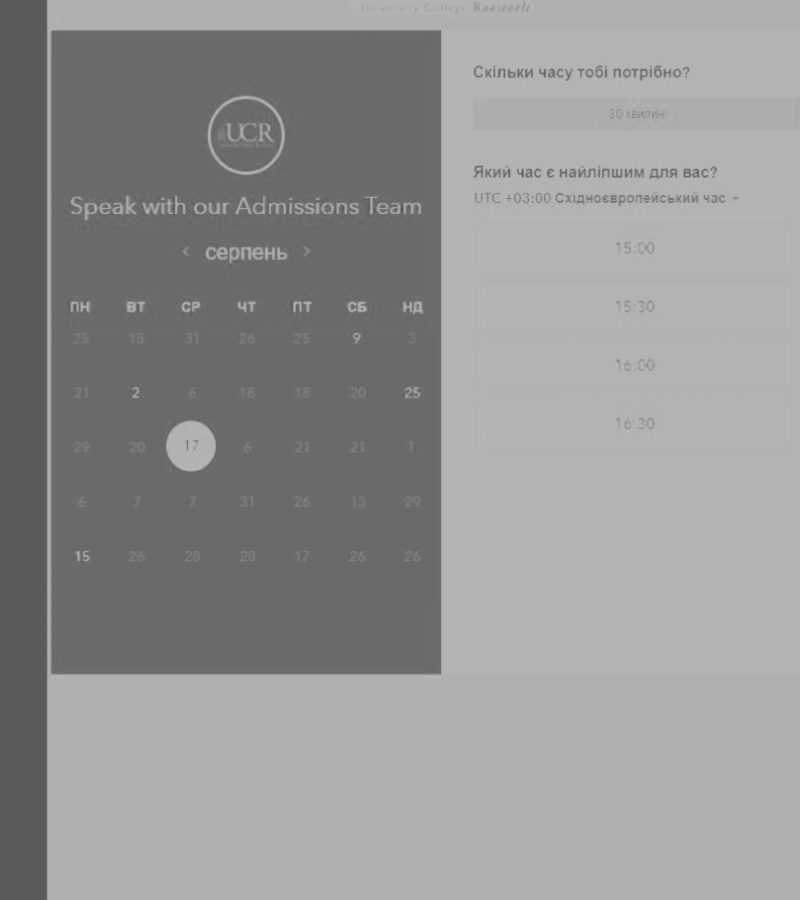 University College Roosevelt
UCR
Speak with our Admissions Team
‹ серпень ›
ПН ВТ СР ЧТ ПТ СБ НД
25 15 31 26 25 9 3
21 2 6 18 18 20 25
29 20 17 6 21 21 1
6 7 7 31 26 13 29
15 26 28 28 17 26 26
Скільки часу тобі потрібно?
30 хвилин
Який час є найліпшим для вас?
UTC +03:00 Східноєвропейський час
15:00
15:30
16:00
16:30